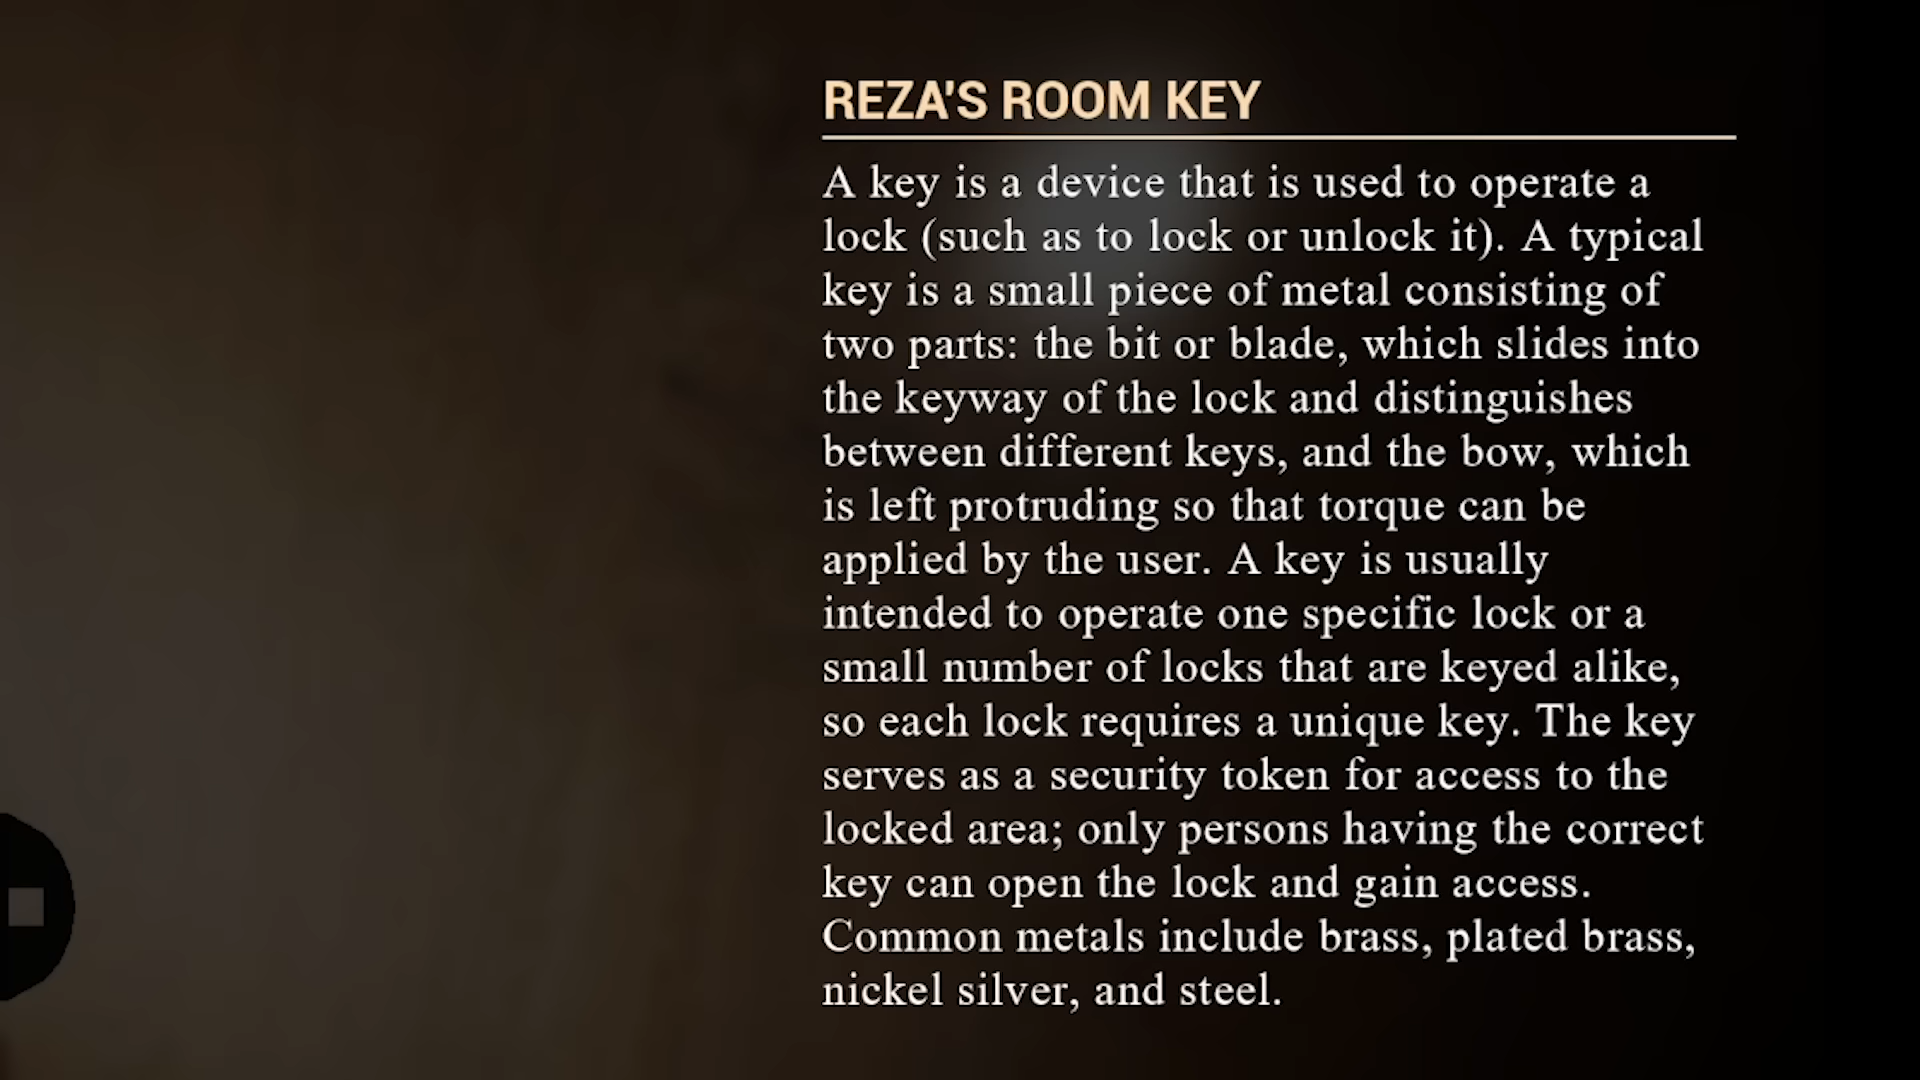 REZA'S ROOM KEY
A key is a device that is used to operate a
lock (such as to lock or unlock it). A typical
key is a small piece of metal consisting of
two parts: the bit or blade, which slides into
the keyway of the lock and distinguishes
between different keys, and the bow, which
is left protruding so that torque can be
applied by the user. A key is usually
intended to operate one specific lock or a
small number of locks that are keyed alike,
so each lock requires a unique key. The key
serves as a security token for access to the
locked area; only persons having the correct
key can open the lock and gain access.
Common metals include brass, plated brass,
nickel silver, and steel.